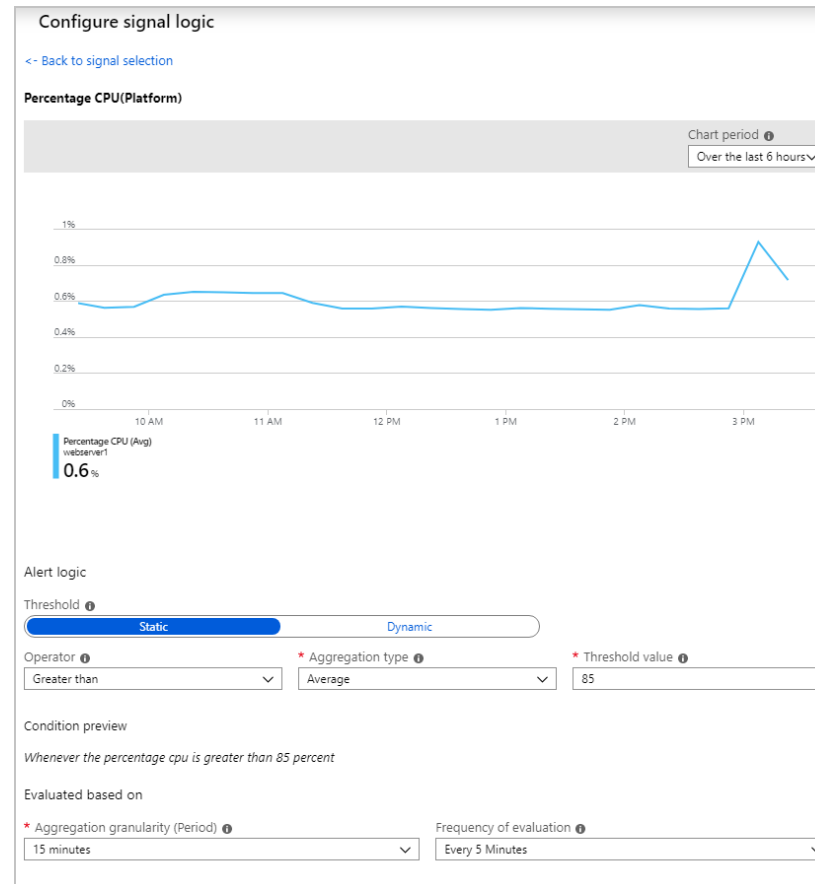 Configure signal logic
<- Back to signal selection
Percentage CPU(Platform)
Chart period
Over the last 6 hours
1%
0.8%
0.6%
0.4%
0.2%
0%
10 AM 11 AM 12 PM 1 PM 2 PM 3 PM
Percentage CPU (Avg)
webserver1
0.6 %
Alert logic
Threshold
Static Dynamic
Operator * Aggregation type * Threshold value
Greater than Average 85
Condition preview
Whenever the percentage cpu is greater than 85 percent
Evaluated based on
* Aggregation granularity (Period) Frequency of evaluation
15 minutes Every 5 Minutes